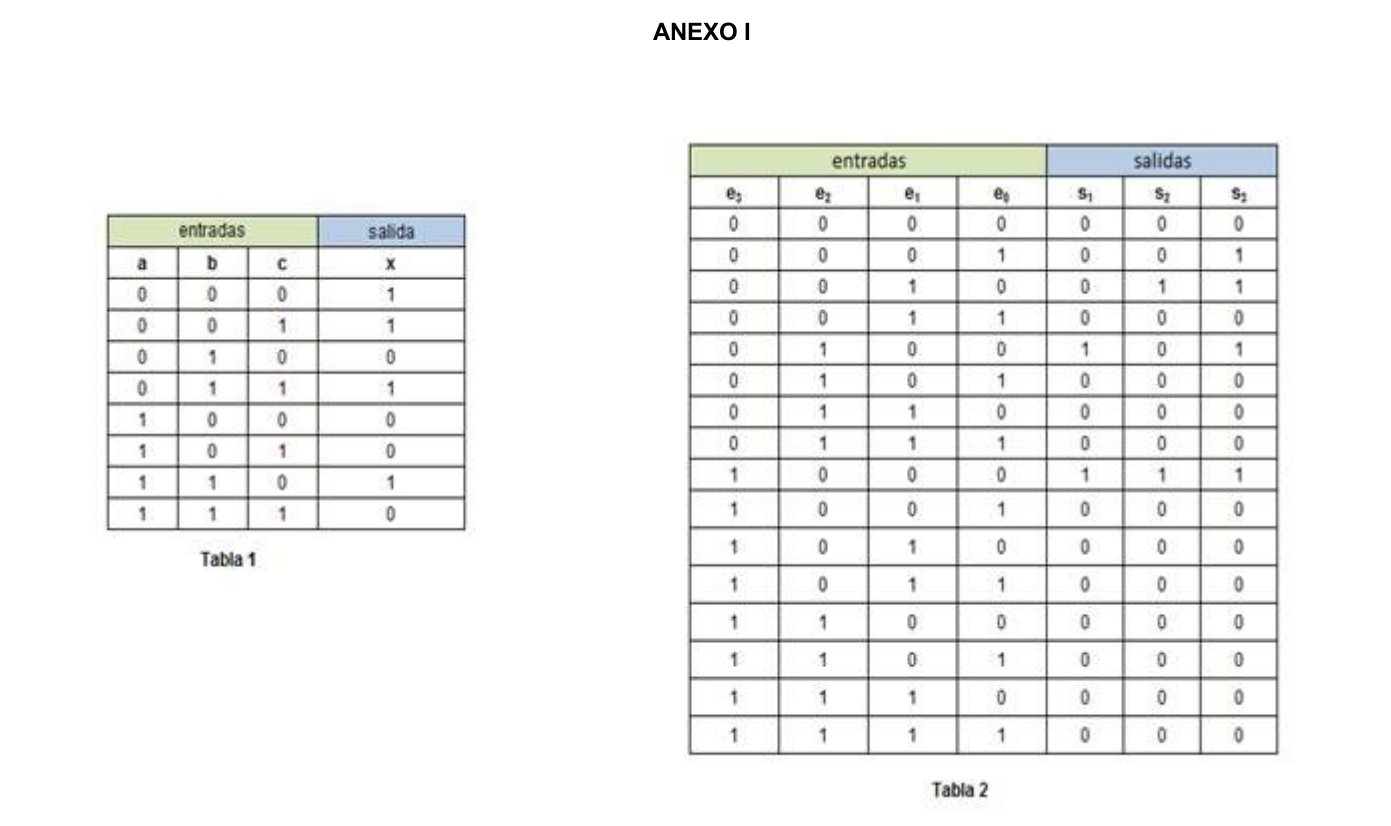 ANEXO I
entradas salida
a b c x
0 0 0 1
0 0 1 1
0 1 0 0
0 1 1 1
1 0 0 0
1 0 1 0
1 1 0 1
1 1 1 0
Tabla 1
entradas salidas
e₃ e₂ e₁ e₀ s₁ s₂ s₃
0 0 0 0 0 0 0
0 0 0 1 0 0 1
0 0 1 0 0 1 1
0 0 1 1 0 0 0
0 1 0 0 1 0 1
0 1 0 1 0 0 0
0 1 1 0 0 0 0
0 1 1 1 0 0 0
1 0 0 0 1 1 1
1 0 0 1 0 0 0
1 0 1 0 0 0 0
1 0 1 1 0 0 0
1 1 0 0 0 0 0
1 1 0 1 0 0 0
1 1 1 0 0 0 0
1 1 1 1 0 0 0
Tabla 2